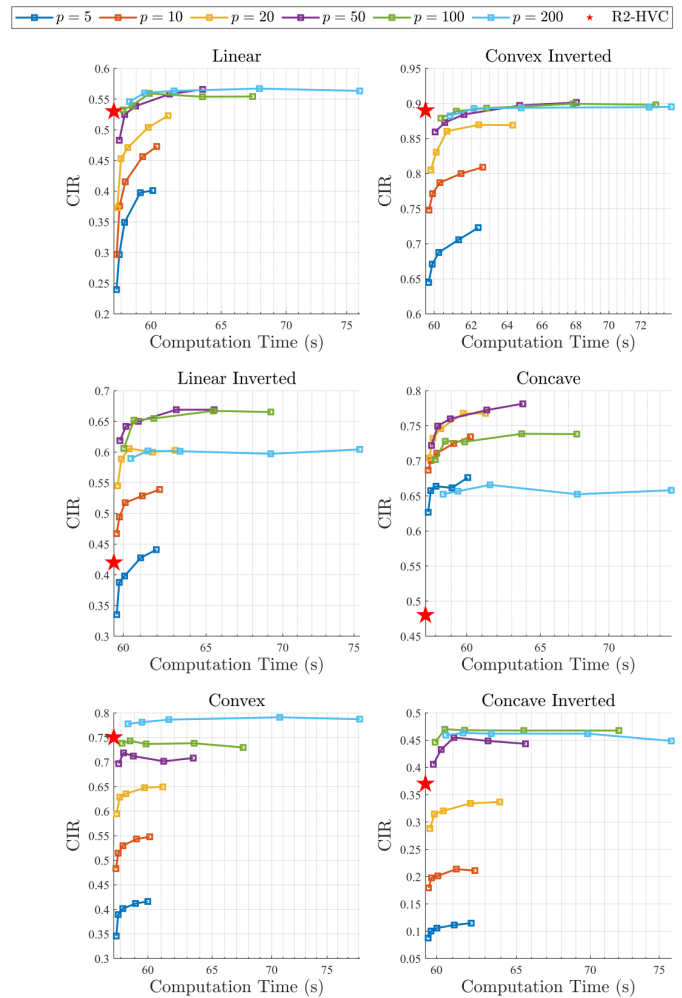 p = 5 p = 10 p = 20 p = 50 p = 100 p = 200 R2-HVC
Linear
CIR
0.6
0.55
0.5
0.45
0.4
0.35
0.3
0.25
0.2
60 65 70 75
Computation Time (s)
Convex Inverted
CIR
0.95
0.9
0.85
0.8
0.75
0.7
0.65
0.6
60 62 64 66 68 70 72
Computation Time (s)
Linear Inverted
CIR
0.7
0.65
0.6
0.55
0.5
0.45
0.4
0.35
0.3
60 65 70 75
Computation Time (s)
Concave
CIR
0.8
0.75
0.7
0.65
0.6
0.55
0.5
0.45
60 65 70
Computation Time (s)
Convex
CIR
0.8
0.75
0.7
0.65
0.6
0.55
0.5
0.45
0.4
0.35
0.3
60 65 70 75
Computation Time (s)
Concave Inverted
CIR
0.5
0.45
0.4
0.35
0.3
0.25
0.2
0.15
0.1
0.05
60 65 70 75
Computation Time (s)